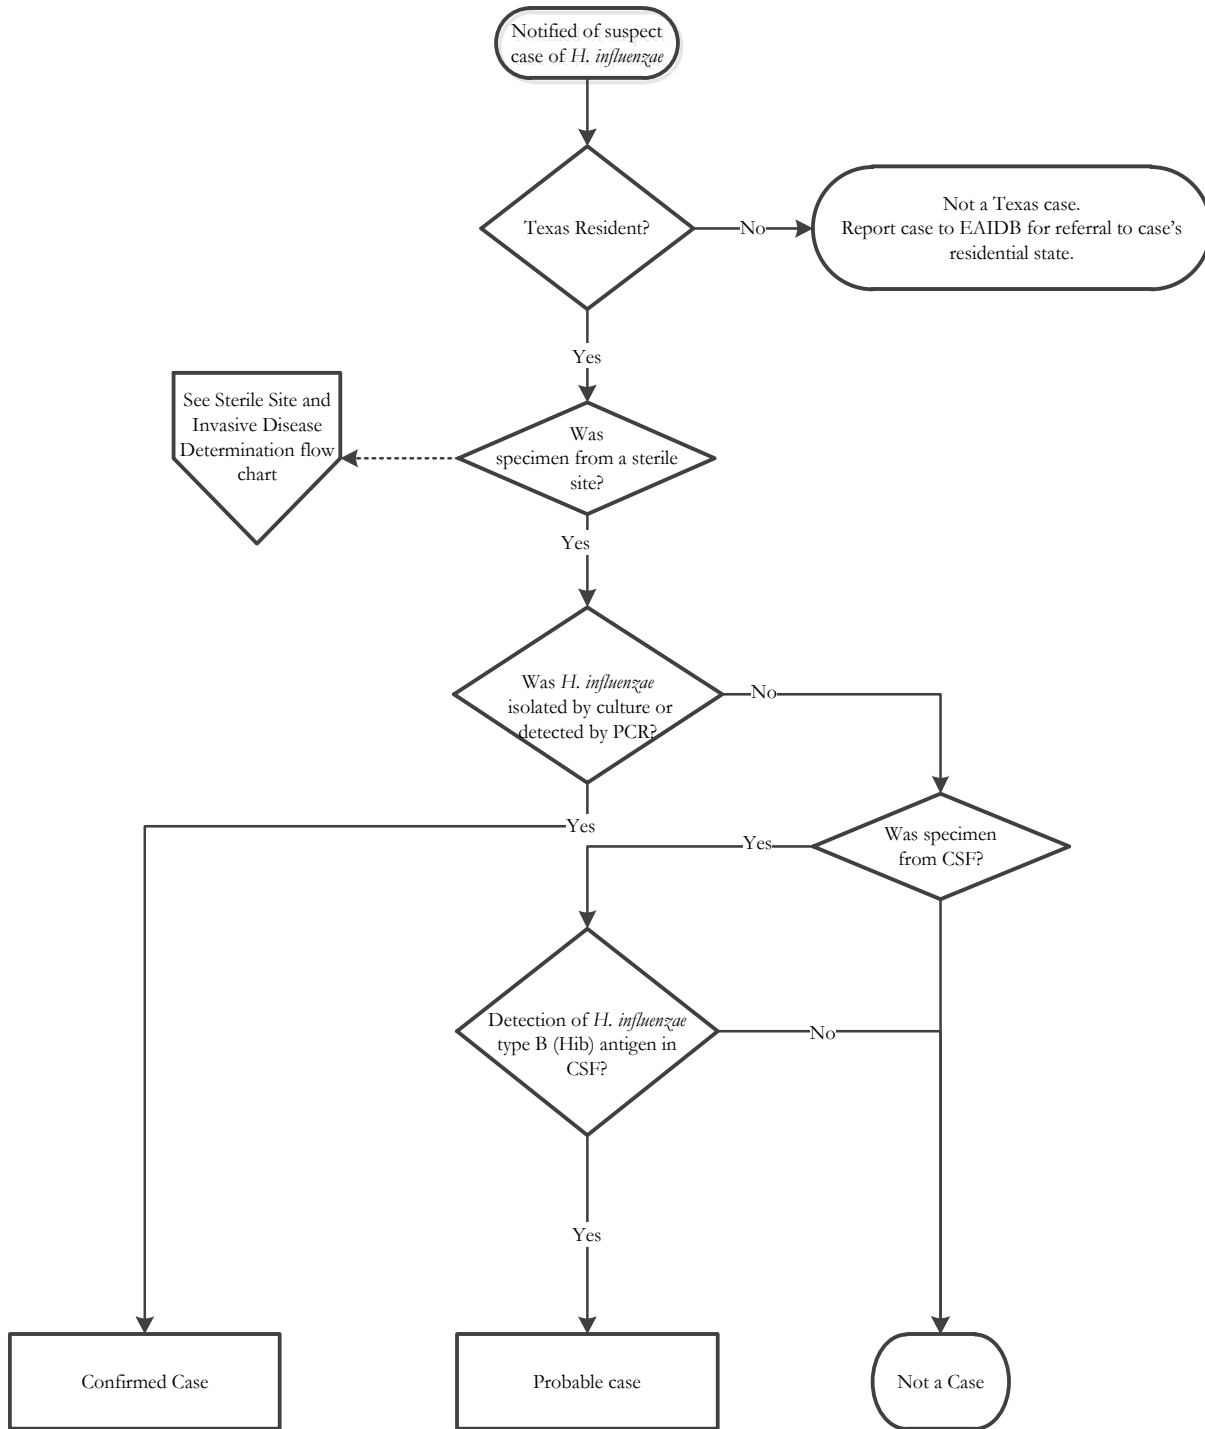 Notified of suspect
case of H. influenzae
Texas Resident?
No
Not a Texas case.
Report case to EAIDB for referral to case's
residential state.
Yes
See Sterile Site and
Invasive Disease
Determination flow
chart
Was
specimen from a sterile
site?
Yes
Was H. influenzae
isolated by culture or
detected by PCR?
No
Yes
Yes
Was specimen
from CSF?
Detection of H. influenzae
type B (Hib) antigen in
CSF?
No
Yes
Confirmed Case
Probable case
Not a Case